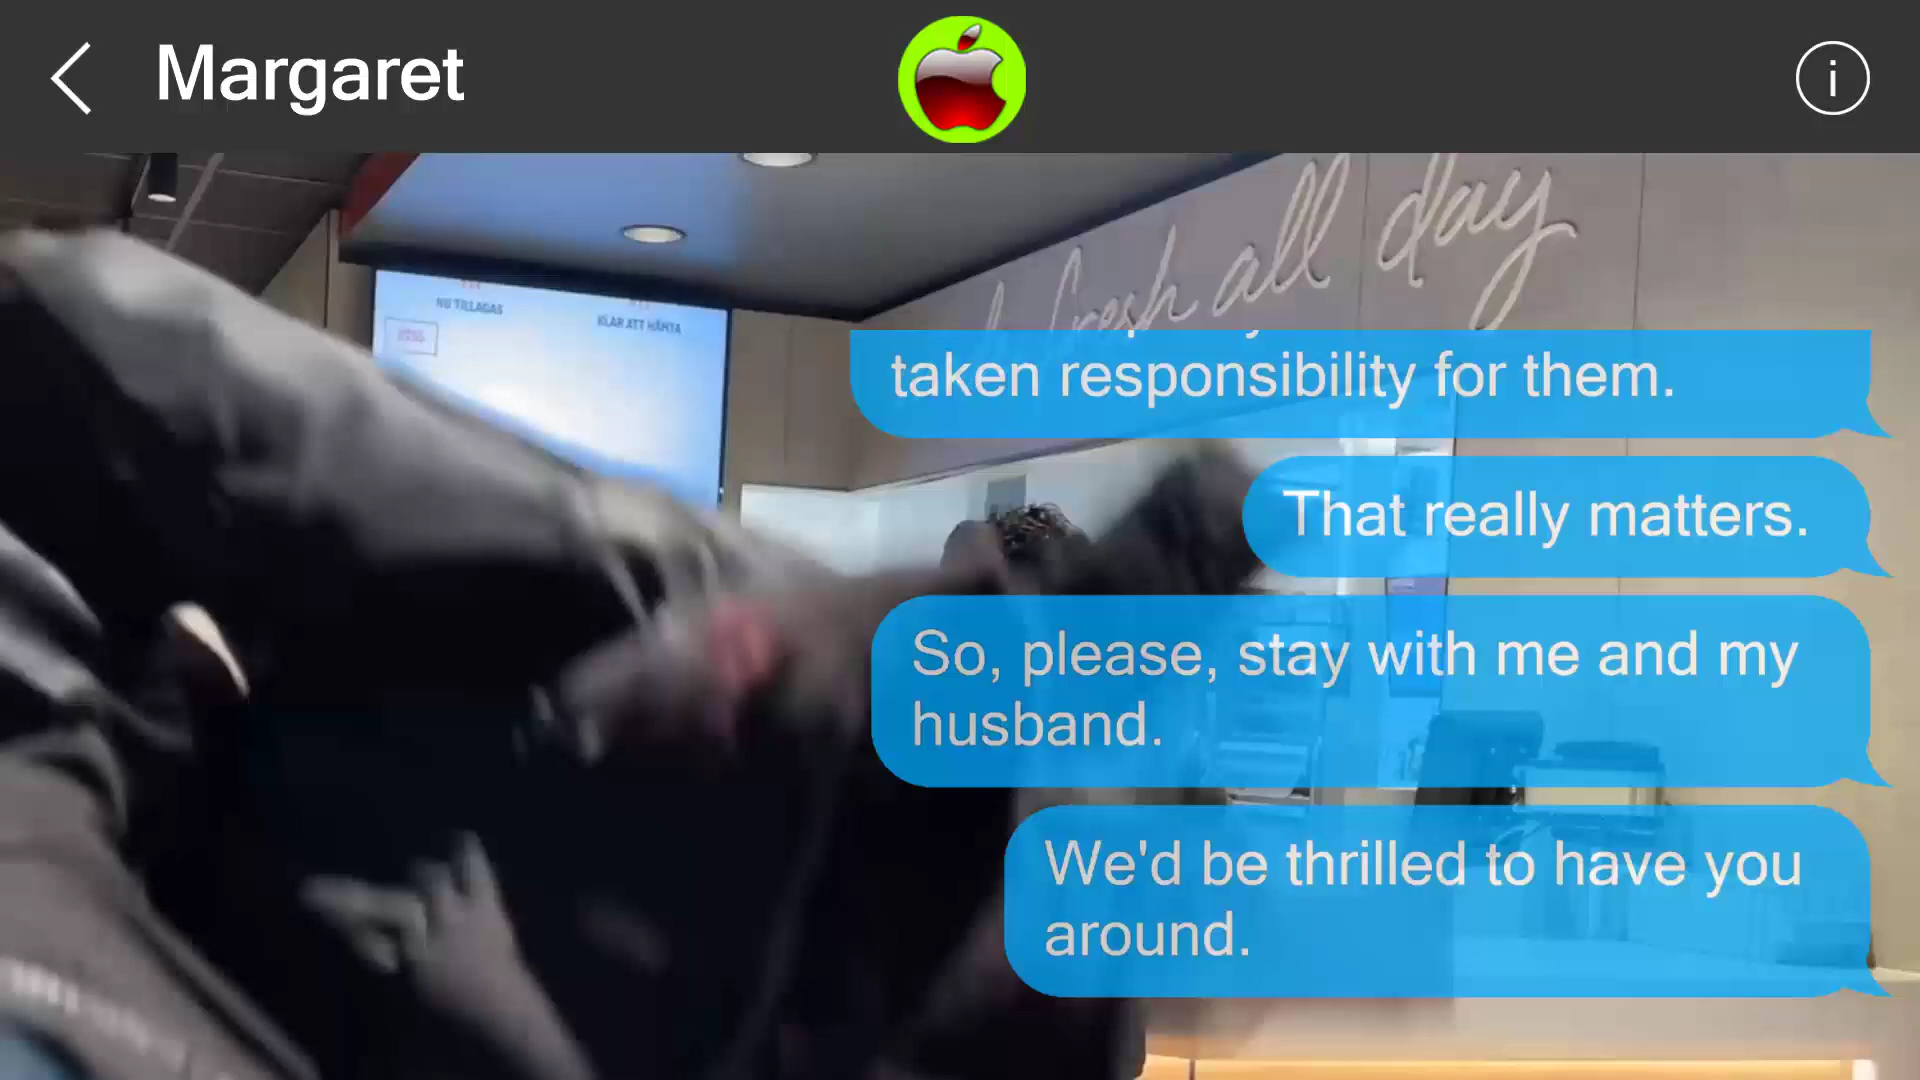 Margaret
i
fresh all day
NU TILLAGAS
KLAR ATT HÄMTA
taken responsibility for them.
That really matters.
So, please, stay with me and my
husband.
We'd be thrilled to have you
around.